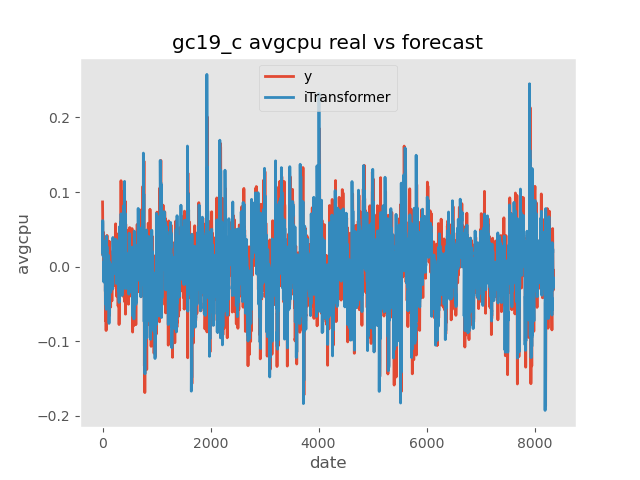 gc19_c avgcpu real vs forecast
y
iTransformer
0.2
0.1
0.0
−0.1
−0.2
avgcpu
0 2000 4000 6000 8000
date